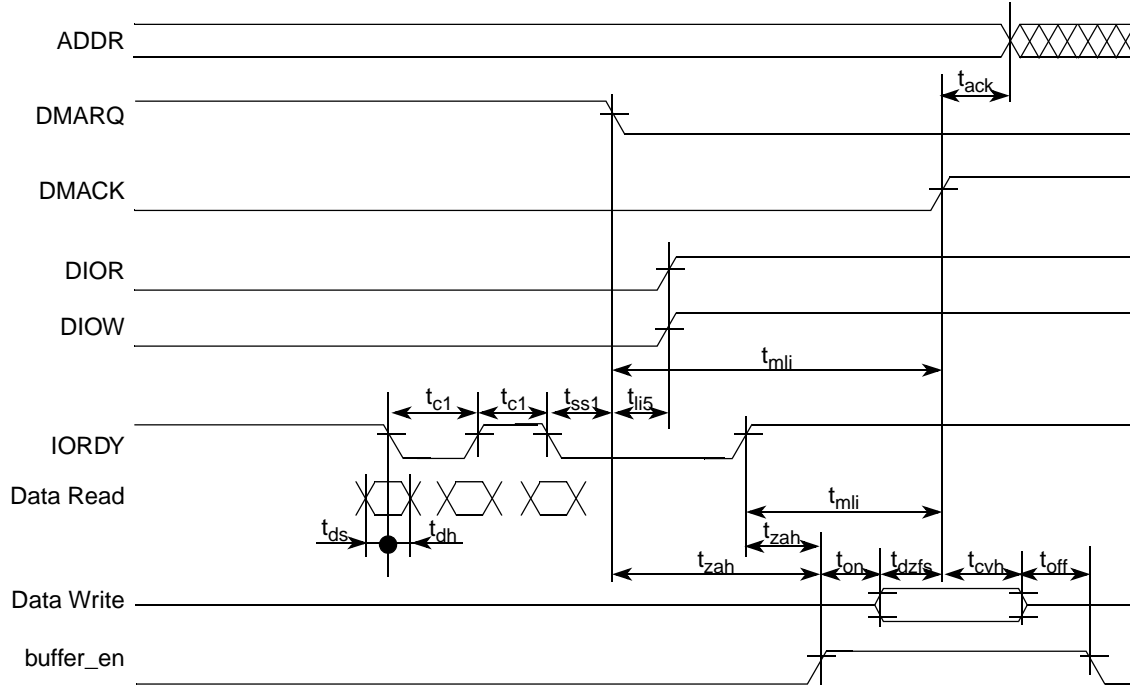 ADDR
t_ack
DMARQ
DMACK
DIOR
DIOW
t_mli
t_c1 t_c1 t_ss1 t_li5
IORDY
Data Read
t_mli
t_ds t_dh
t_zah
t_zah t_on t_dzfs t_cvh t_off
Data Write
buffer_en